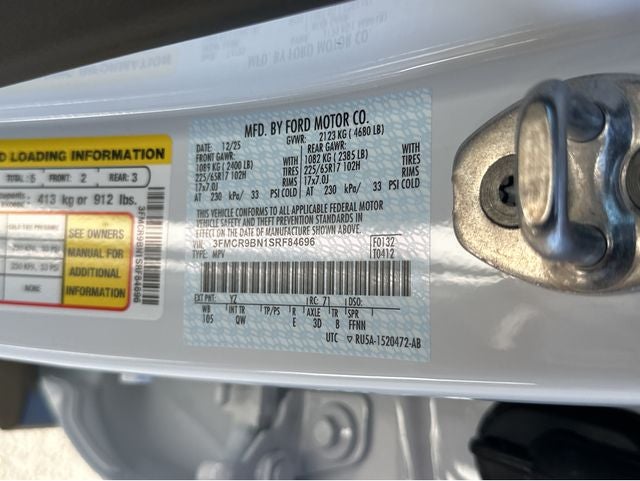 MFD. BY FORD MOTOR CO.
DATE: 12/25 GVWR: 2123 KG ( 4680 LB)
FRONT GAWR: REAR GAWR:
1089 KG ( 2400 LB) WITH 1082 KG ( 2385 LB) WITH
225/65R17 102H TIRES 225/65R17 102H TIRES
17x7.0J RIMS 17x7.0J RIMS
AT 230 kPa/ 33 PSI COLD AT 230 kPa/ 33 PSI COLD
THIS VEHICLE CONFORMS TO ALL APPLICABLE FEDERAL MOTOR
VEHICLE SAFETY AND THEFT PREVENTION STANDARDS IN
EFFECT ON THE DATE OF MANUFACTURE SHOWN ABOVE.
VIN: 3FMCR9BN1SRF84696 F0132
TYPE: MPV T0412
EXT PNT: YZ RC: 71 DSO:
WB INT TR TP/PS R AXLE TR SPR
105 QW E 3D 8 FFNN
UTC ▽ RU5A-1520472-AB
D LOADING INFORMATION
TOTAL: 5 FRONT: 2 REAR: 3
413 kg or 912 lbs.
COLD TIRE PRESSURE
SEE OWNERS
MANUAL FOR
ADDITIONAL
INFORMATION
NONE
3FMCR9BN1SRF84696